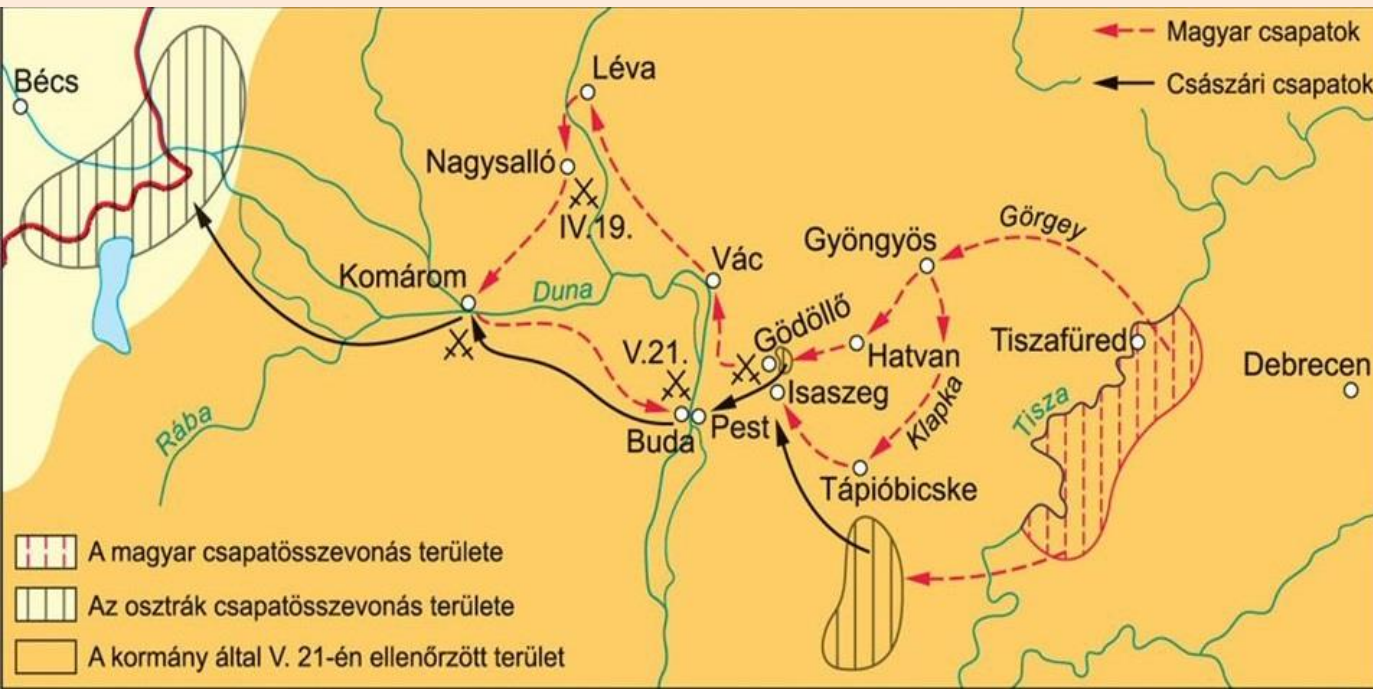 Magyar csapatok
Császári csapatok
Bécs
Léva
Nagysalló
IV.19.
Görgey
Gyöngyös
Vác
Komárom
Duna
Gödöllő
Tiszafüred
V.21.
Hatvan
Debrecen
Isaszeg
Klapka
Tisza
Rába
Buda
Pest
Tápióbicske
A magyar csapatösszevonás területe
Az osztrák csapatösszevonás területe
A kormány által V. 21-én ellenőrzött terület